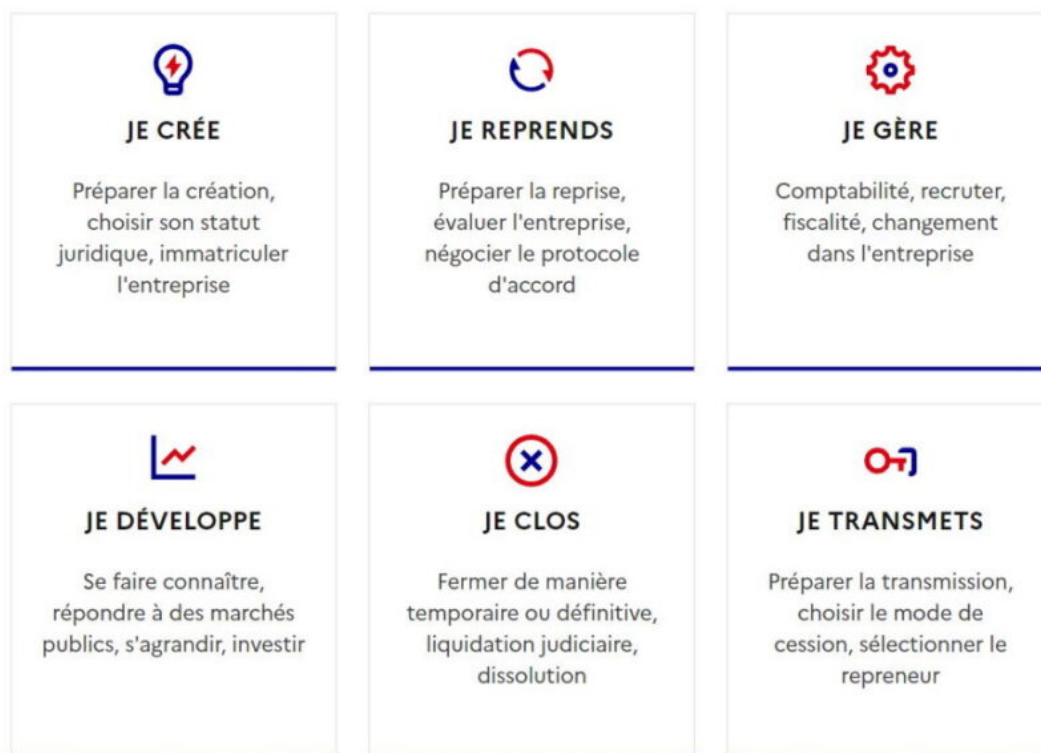 JE CRÉE
Préparer la création,
choisir son statut
juridique, immatriculer
l'entreprise
JE REPRENDS
Préparer la reprise,
évaluer l'entreprise,
négocier le protocole
d'accord
JE GÈRE
Comptabilité, recruter,
fiscalité, changement
dans l'entreprise
JE DÉVELOPPE
Se faire connaître,
répondre à des marchés
publics, s'agrandir, investir
JE CLOS
Fermer de manière
temporaire ou définitive,
liquidation judiciaire,
dissolution
JE TRANSMETS
Préparer la transmission,
choisir le mode de
cession, sélectionner le
repreneur